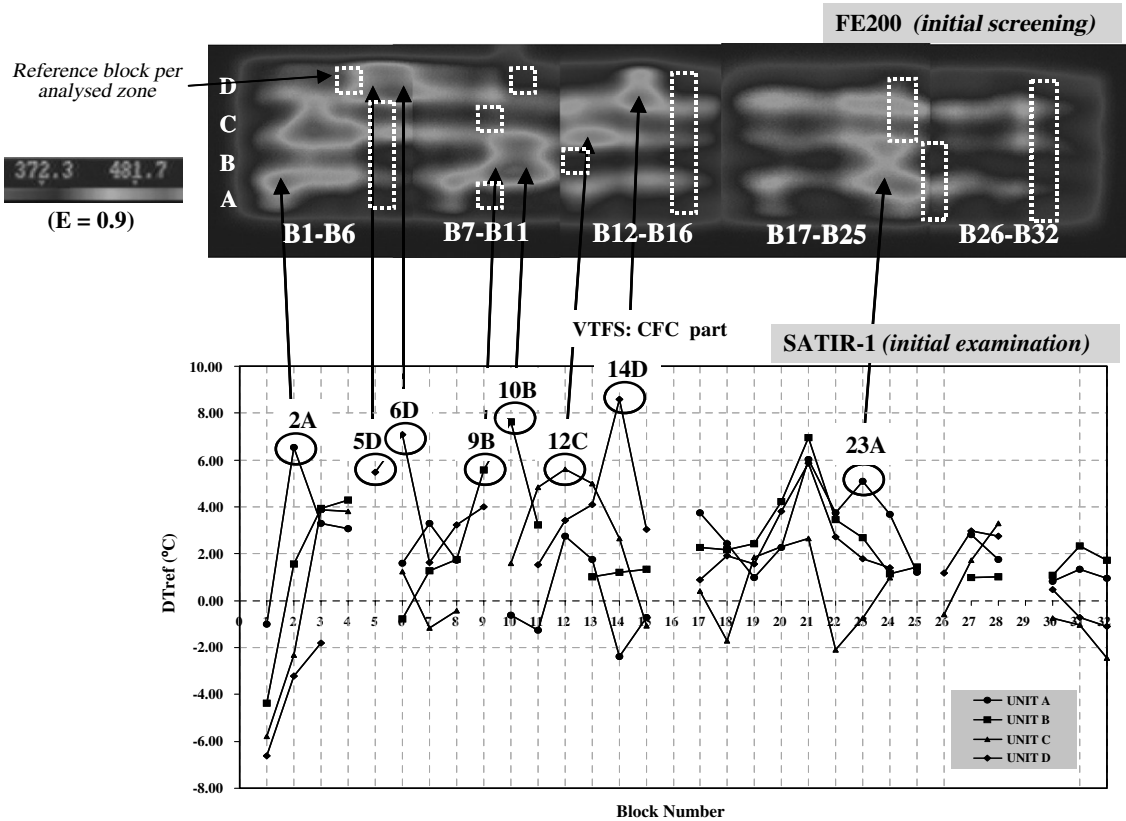 FE200 (initial screening)
Reference block per
analysed zone
D
C
B
A
372.3 481.7
(E = 0.9)
B1-B6 B7-B11 B12-B16 B17-B25 B26-B32
VTFS: CFC part
SATIR-1 (initial examination)
10.00
8.00
6.00
4.00
2.00
0.00
-2.00
-4.00
-6.00
-8.00
DTref (°C)
2A
5D
6D
9B
10B
12C
14D
23A
0 1 2 3 4 5 6 7 8 9 10 11 12 13 14 15 16 17 18 19 20 21 22 23 24 25 26 27 28 29 30 31 32
UNIT A
UNIT B
UNIT C
UNIT D
Block Number